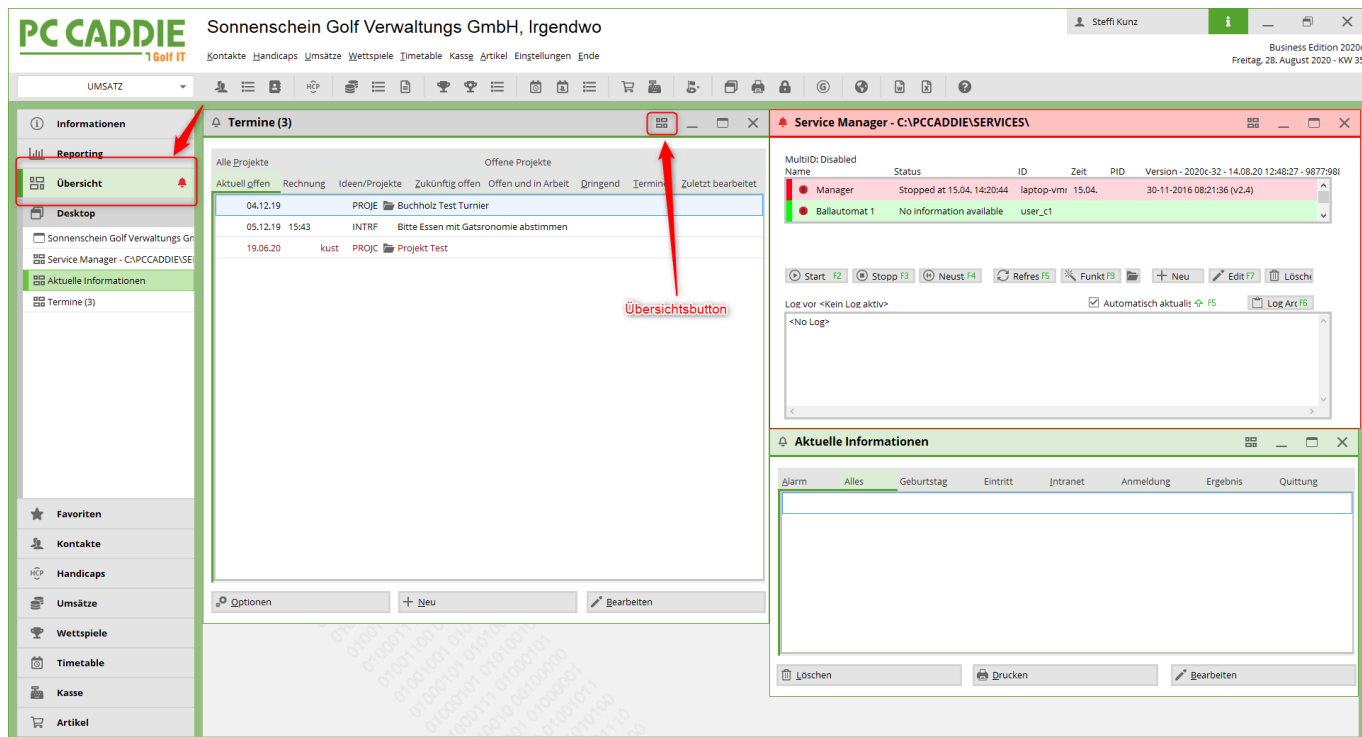 PC CADDIE
Golf IT
Sonnenschein Golf Verwaltungs GmbH, Irgendwo
Kontakte Handicaps Umsätze Wettspiele Timetable Kasse Artikel Einstellungen Ende
Steffi Kunz
i
Business Edition 2020
Freitag, 28. August 2020 - KW 35
UMSATZ
HCP
Informationen
Reporting
Übersicht
Desktop
Sonnenschein Golf Verwaltungs Gm
Service Manager - C:\PCCADDIE\SE
Aktuelle Informationen
Termine (3)
Favoriten
Kontakte
HCP Handicaps
Umsätze
Wettspiele
Timetable
Kasse
Artikel
Termine (3)
Alle Projekte Offene Projekte
Aktuell offen Rechnung Ideen/Projekte Zukünftig offen Offen und in Arbeit Dringend Termine Zuletzt bearbeitet
04.12.19 PROJE Buchholz Test Turnier
05.12.19 15:43 INTRF Bitte Essen mit Gatsronomie abstimmen
19.06.20 kust PROJC Projekt Test
Übersichtsbutton
Optionen Neu Bearbeiten
Service Manager - C:\PCCADDIE\SERVICES\
MultiID: Disabled
Name Status ID Zeit PID Version - 2020c-32 - 14.08.20 12:48:27 - 9877:988
Manager Stopped at 15.04. 14:20:44 laptop-vmr 15.04. 30-11-2016 08:21:36 (v2.4)
Ballautomat 1 No information available user_c1
Start F2 Stopp F3 Neust F4 Refres F5 Funkt F9 Neu Edit F7 Lösche
Log vor <Kein Log aktiv> Automatisch aktualis F5 Log Arc F6
<No Log>
Aktuelle Informationen
Alarm Alles Geburtstag Eintritt Intranet Anmeldung Ergebnis Quittung
Löschen Drucken Bearbeiten